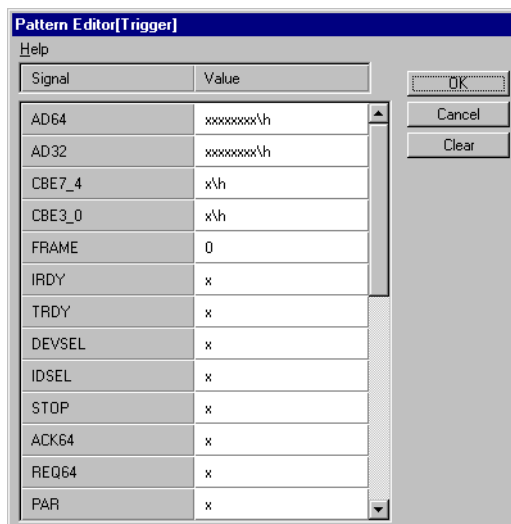 Pattern Editor[Trigger]
Help
Signal Value
OK
Cancel
Clear
AD64 xxxxxxxx\h
AD32 xxxxxxxx\h
CBE7_4 x\h
CBE3_0 x\h
FRAME 0
IRDY x
TRDY x
DEVSEL x
IDSEL x
STOP x
ACK64 x
REQ64 x
PAR x